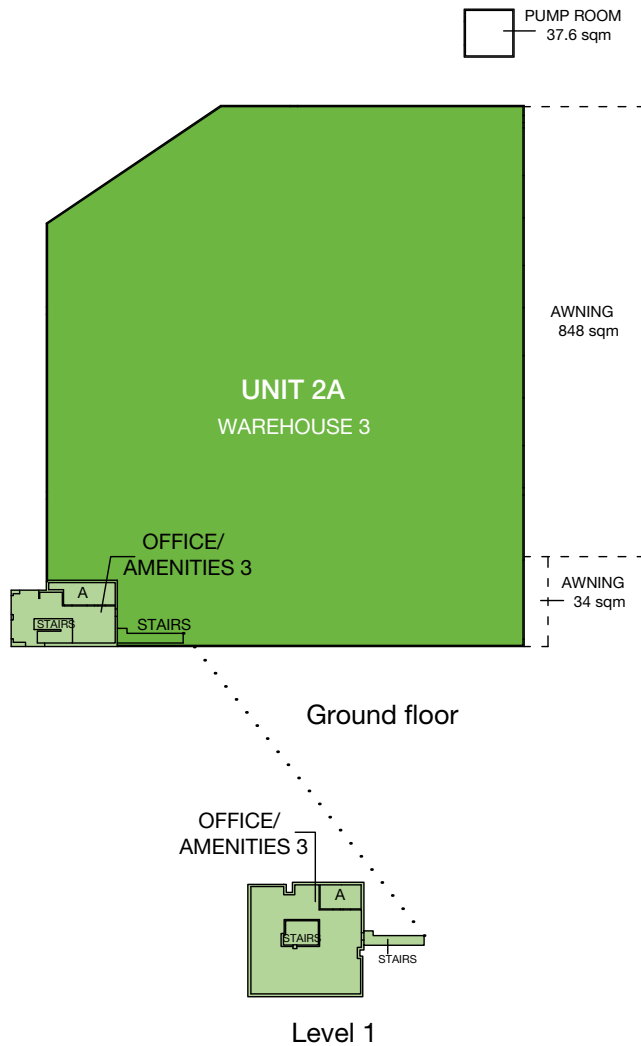 PUMP ROOM
37.6 sqm
AWNING
848 sqm
UNIT 2A
WAREHOUSE 3
OFFICE/
AMENITIES 3
A
STAIRS
STAIRS
AWNING
34 sqm
Ground floor
OFFICE/
AMENITIES 3
A
STAIRS
STAIRS
Level 1